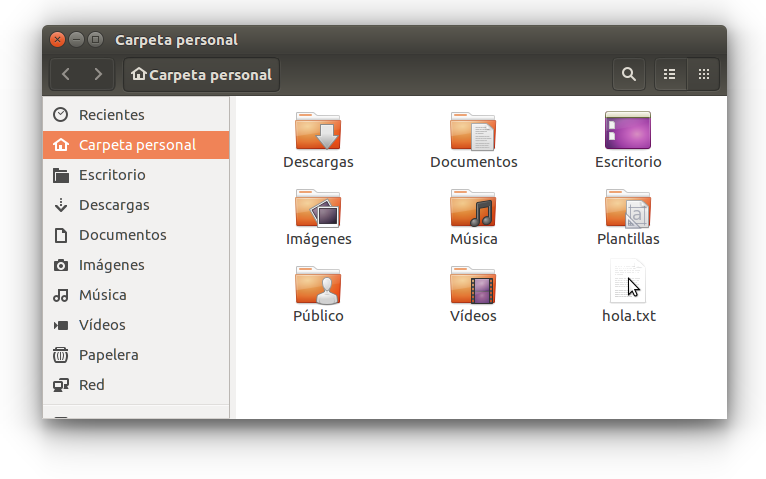 Carpeta personal
Carpeta personal
Recientes
Carpeta personal
Escritorio
Descargas
Documentos
Imágenes
Música
Vídeos
Papelera
Red
Descargas
Documentos
Escritorio
Imágenes
Música
Plantillas
Público
Vídeos
hola.txt